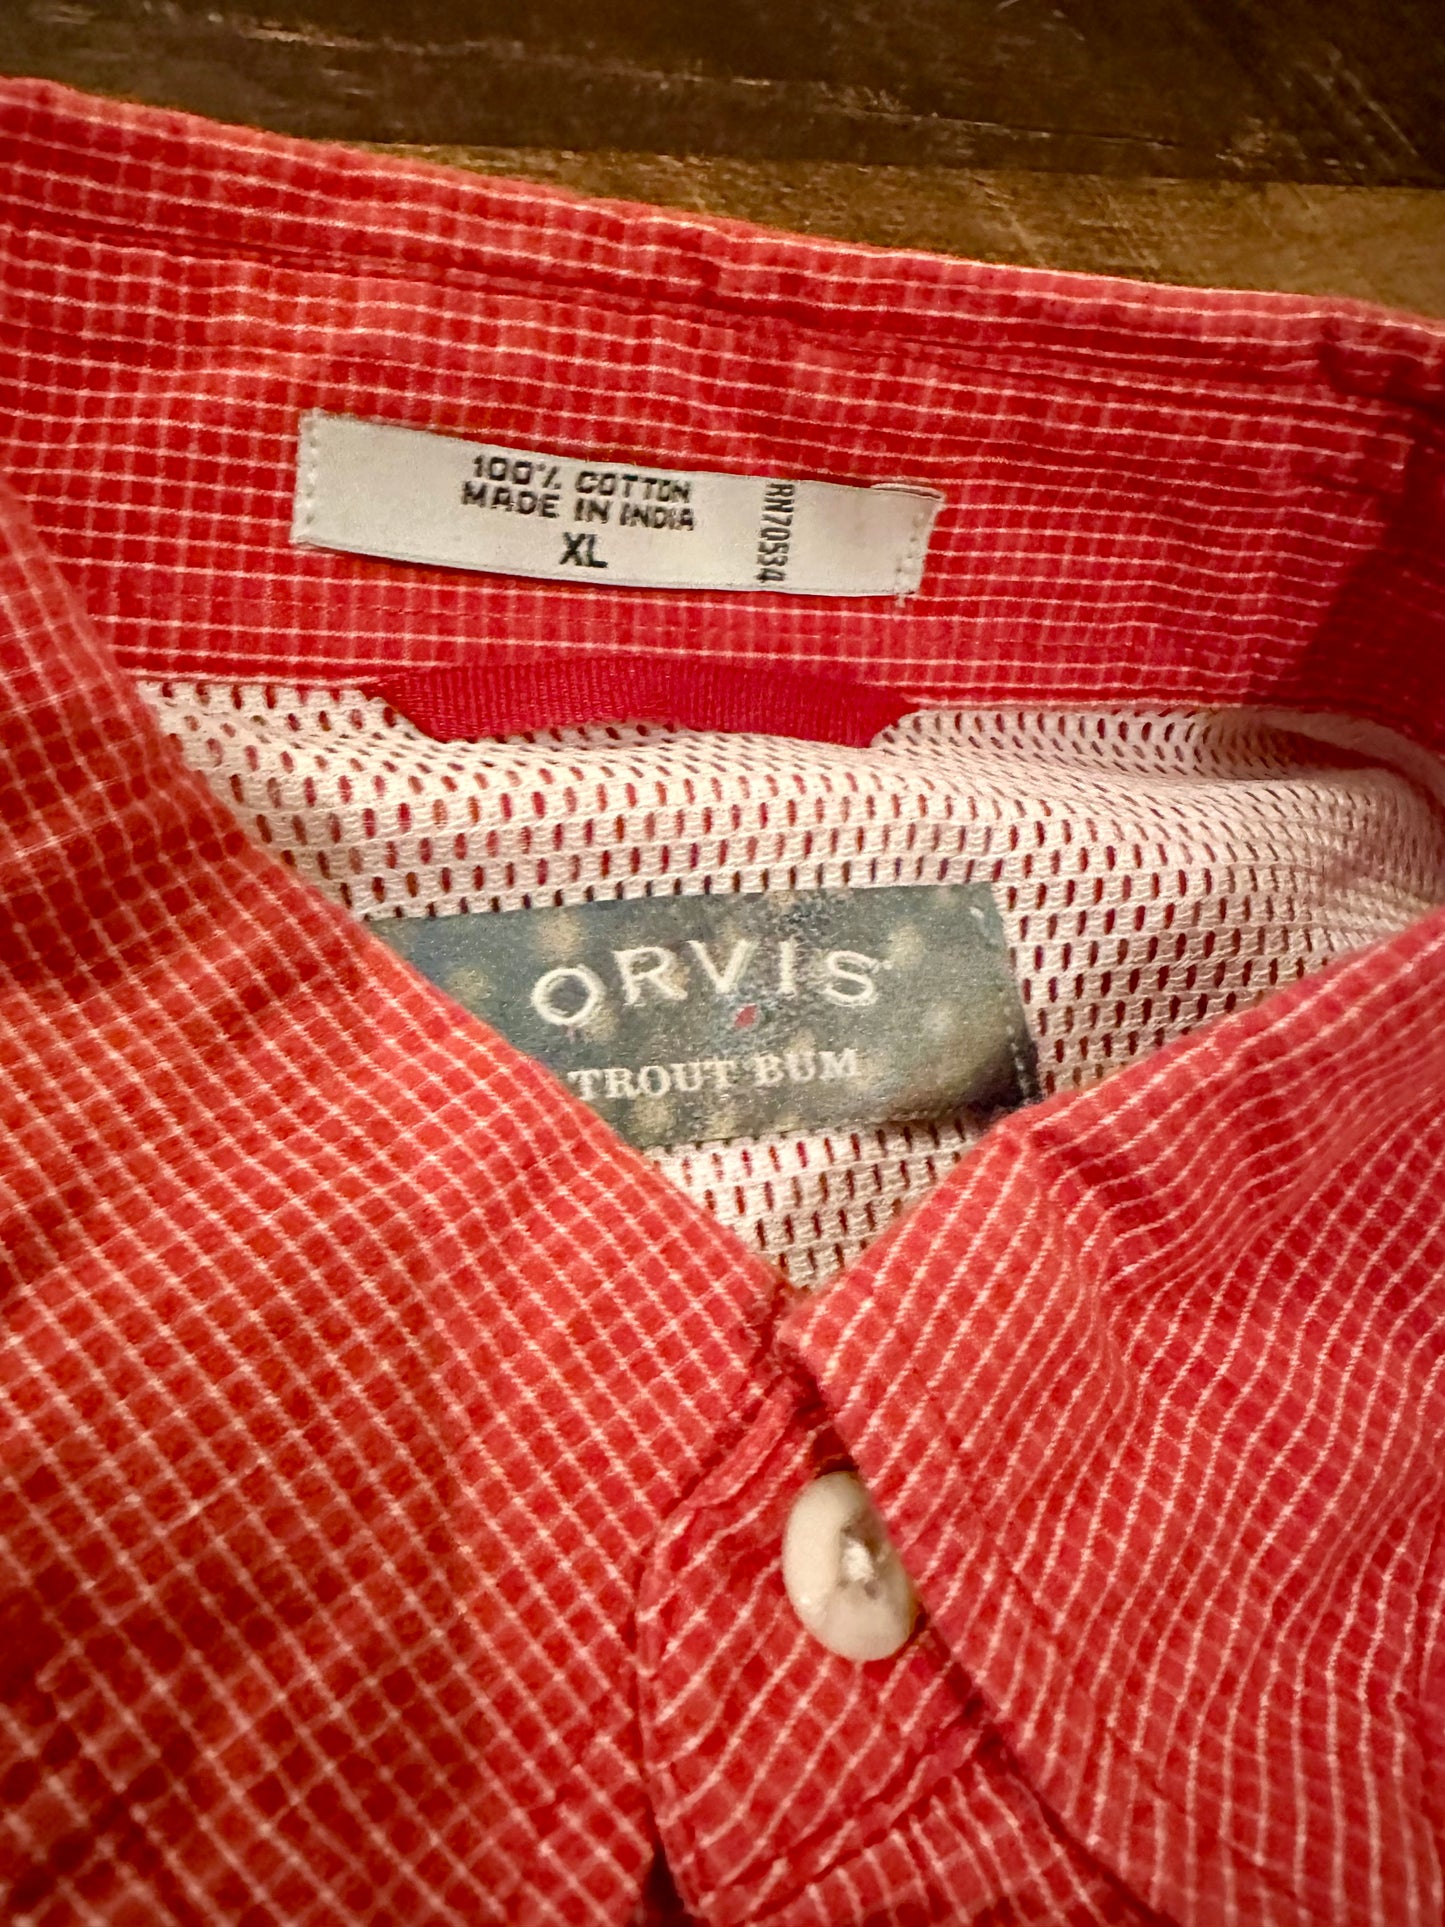 100% COTTON
MADE IN INDIA
XL
RN70534
ORVIS
TROUT BUM